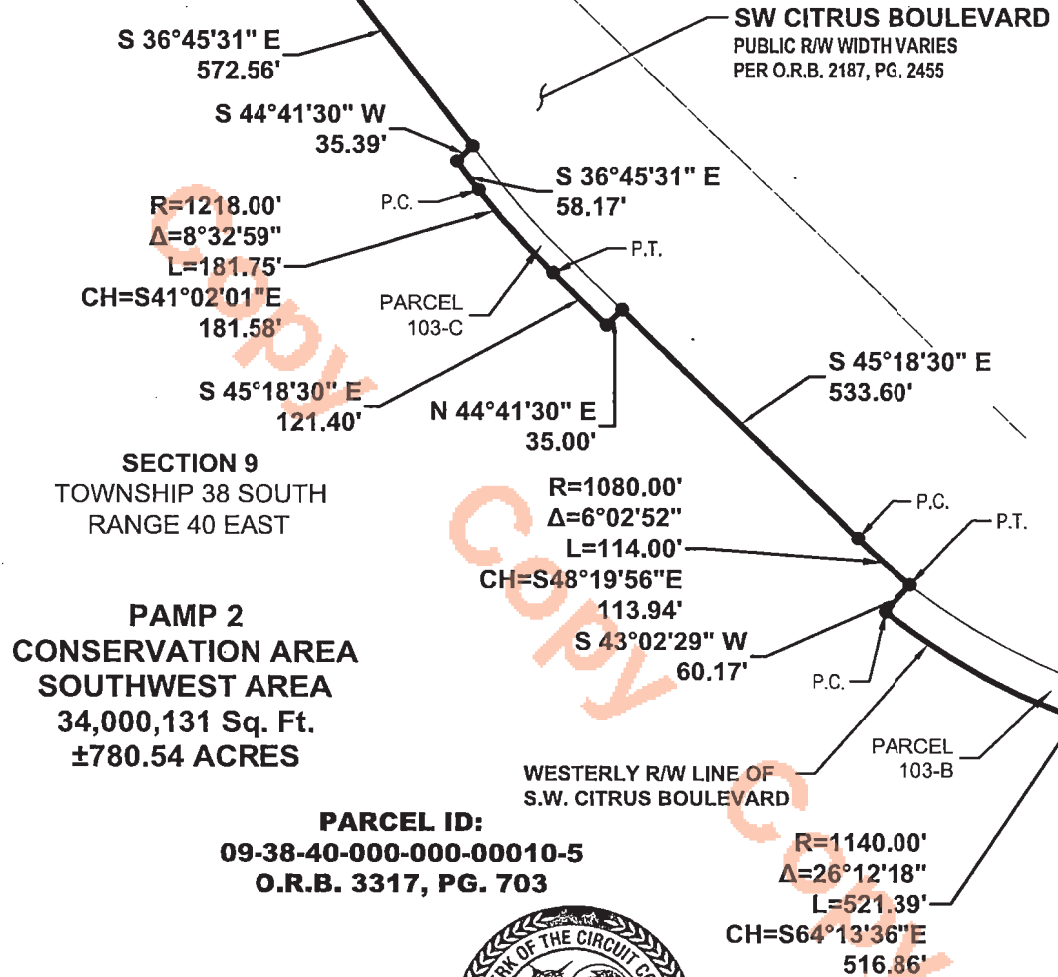 SW CITRUS BOULEVARD
PUBLIC R/W WIDTH VARIES
PER O.R.B. 2187, PG. 2455
S 36°45'31" E
572.56'
S 44°41'30" W
35.39'
S 36°45'31" E
58.17'
P.C.
R=1218.00'
Δ=8°32'59"
L=181.75'
CH=S41°02'01"E
181.58'
P.T.
PARCEL
103-C
S 45°18'30" E
121.40'
N 44°41'30" E
35.00'
S 45°18'30" E
533.60'
SECTION 9
TOWNSHIP 38 SOUTH
RANGE 40 EAST
R=1080.00'
Δ=6°02'52"
L=114.00'
CH=S48°19'56"E
113.94'
P.C.
P.T.
S 43°02'29" W
60.17'
P.C.
PAMP 2
CONSERVATION AREA
SOUTHWEST AREA
34,000,131 Sq. Ft.
±780.54 ACRES
WESTERLY R/W LINE OF
S.W. CITRUS BOULEVARD
PARCEL
103-B
PARCEL ID:
09-38-40-000-000-00010-5
O.R.B. 3317, PG. 703
R=1140.00'
Δ=26°12'18"
L=521.39'
CH=S64°13'36"E
516.86'
OF THE CIRCUIT
Copy
Copy
Copy